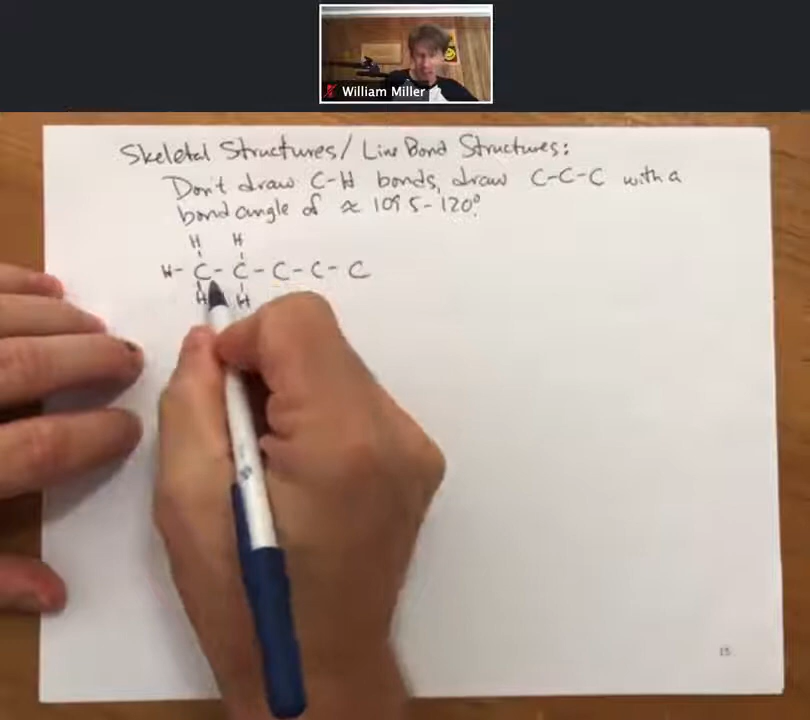 William Miller
Skeletal Structures/ Line Bond Structures:
Don't draw C-H bonds, draw C-C-C with a
bond angle of ≈ 109.5-120°
H H
H- C - C - C - C - C
H H
15